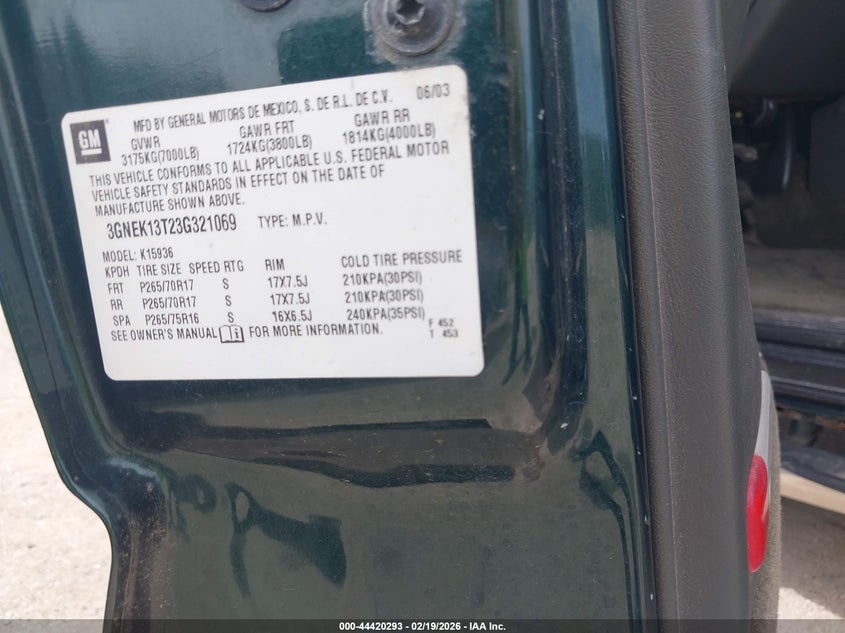 GM
MFD BY GENERAL MOTORS DE MEXICO, S. DE R.L. DE C.V. 06/03
GVWR GAWR FRT GAWR RR
3175KG(7000LB) 1724KG(3800LB) 1814KG(4000LB)
THIS VEHICLE CONFORMS TO ALL APPLICABLE U.S. FEDERAL MOTOR
VEHICLE SAFETY STANDARDS IN EFFECT ON THE DATE OF
MANUFACTURE SHOWN ABOVE.
3GNEK13T23G321069 TYPE: M.P.V.
MODEL: K15936
KPDH TIRE SIZE SPEED RTG RIM COLD TIRE PRESSURE
FRT P265/70R17 S 17X7.5J 210KPA(30PSI)
RR P265/70R17 S 17X7.5J 210KPA(30PSI)
SPA P265/75R16 S 16X6.5J 240KPA(35PSI)
SEE OWNER'S MANUAL FOR MORE INFORMATION.
F 452
T 453
000-44420293 - 02/19/2026 - IAA Inc.